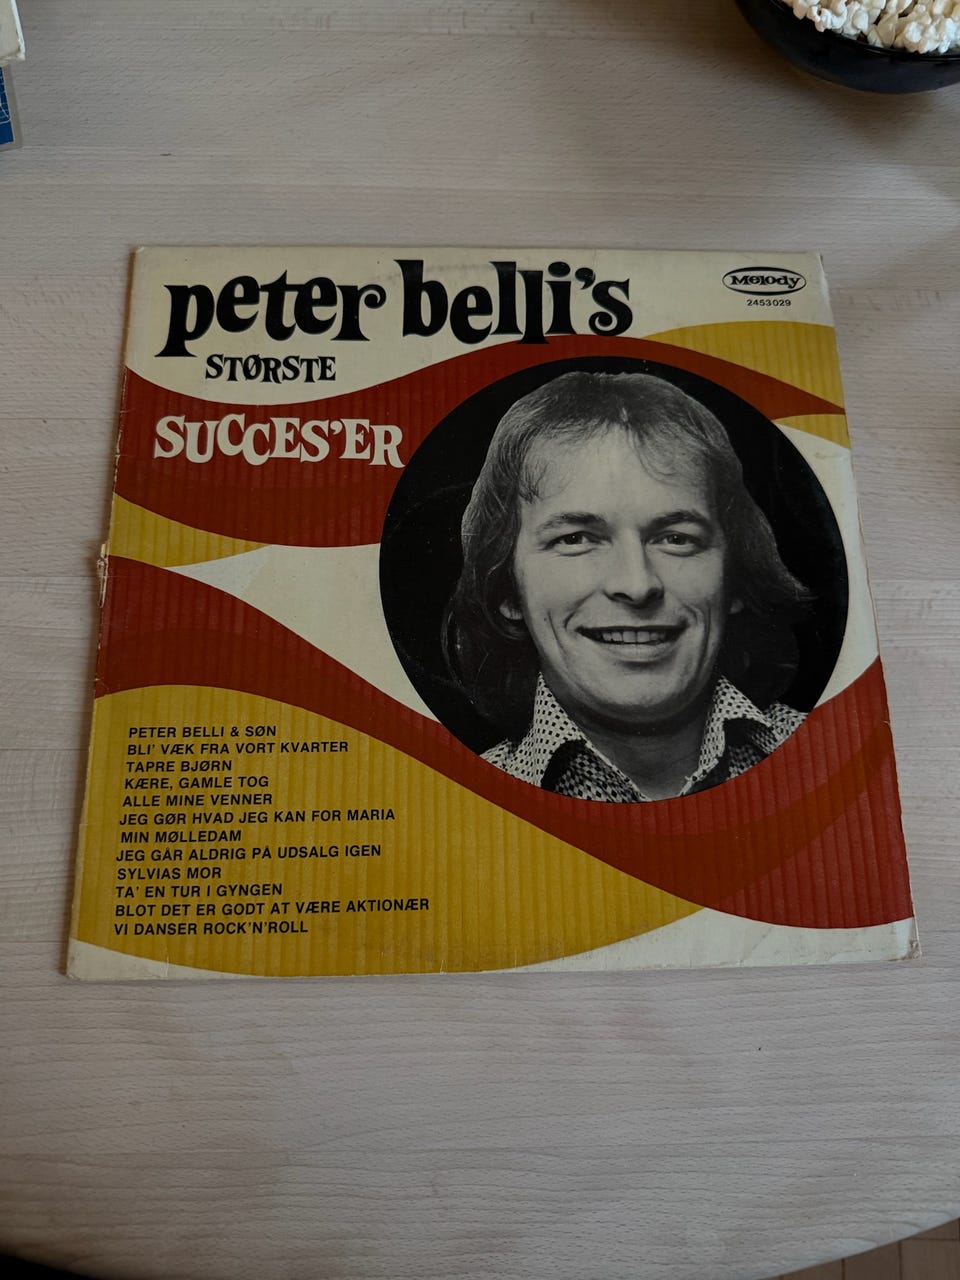 peter belli's
STØRSTE
SUCCES'ER
Melody
2453029
PETER BELLI & SØN
BLI' VÆK FRA VORT KVARTER
TAPRE BJØRN
KÆRE, GAMLE TOG
ALLE MINE VENNER
JEG GØR HVAD JEG KAN FOR MARIA
MIN MØLLEDAM
JEG GÅR ALDRIG PÅ UDSALG IGEN
SYLVIAS MOR
TA' EN TUR I GYNGEN
BLOT DET ER GODT AT VÆRE AKTIONÆR
VI DANSER ROCK'N'ROLL